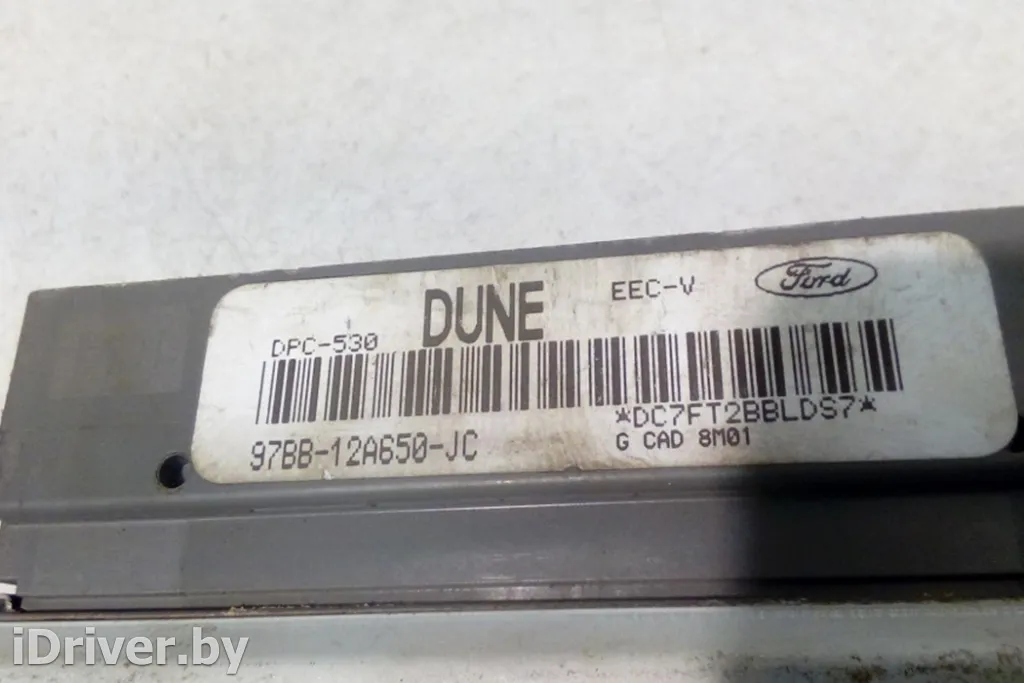 DUNE
EEC-V
Ford
DPC-530
*DC7FT2BBLDS7*
97BB-12A650-JC
G CAD 8M01
iDriver.by